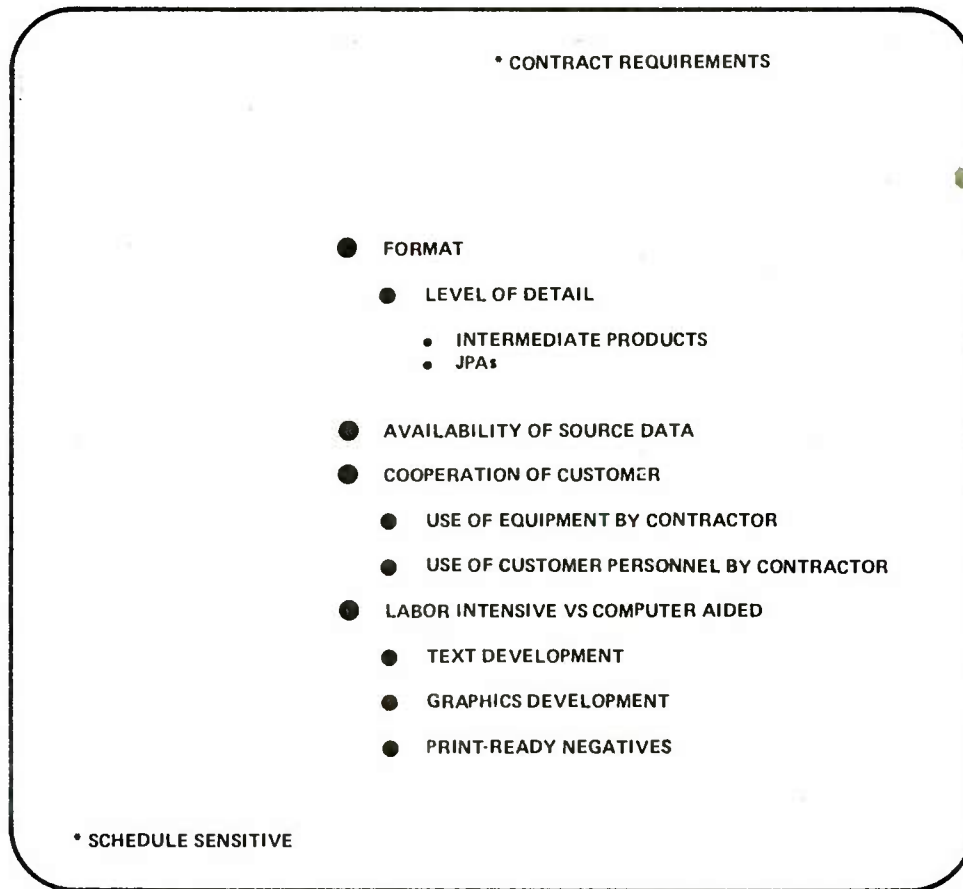 * CONTRACT REQUIREMENTS
● FORMAT
● LEVEL OF DETAIL
• INTERMEDIATE PRODUCTS
• JPAs
● AVAILABILITY OF SOURCE DATA
● COOPERATION OF CUSTOMER
● USE OF EQUIPMENT BY CONTRACTOR
● USE OF CUSTOMER PERSONNEL BY CONTRACTOR
● LABOR INTENSIVE VS COMPUTER AIDED
● TEXT DEVELOPMENT
● GRAPHICS DEVELOPMENT
● PRINT-READY NEGATIVES
* SCHEDULE SENSITIVE